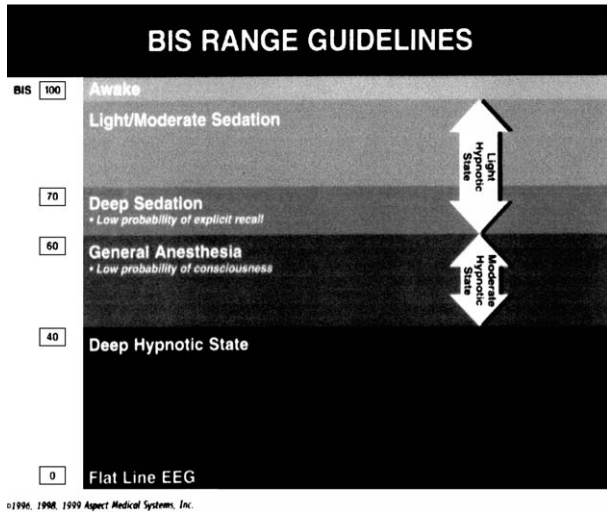 BIS RANGE GUIDELINES
BIS 100 Awake
Light/Moderate Sedation
Light
Hypnotic
State
70 Deep Sedation
• Low probability of explicit recall
60 General Anesthesia
• Low probability of consciousness
Moderate
Hypnotic
State
40 Deep Hypnotic State
0 Flat Line EEG
©1996, 1998, 1999 Aspect Medical Systems, Inc.